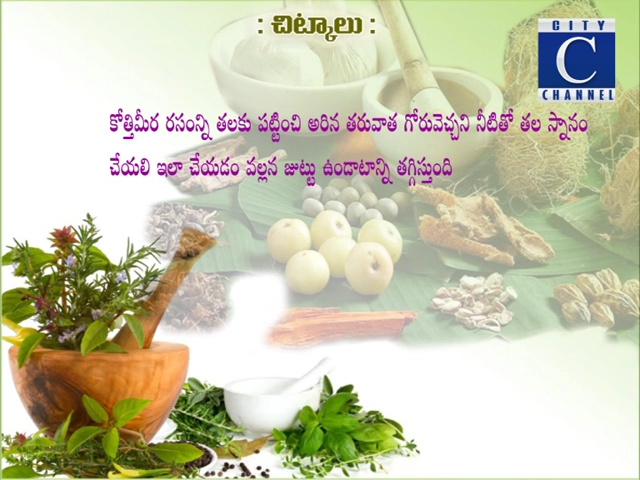 : చిట్కాలు :
CITY
C
CHANNEL
కోత్తిమీర రసంన్ని తలకు పట్టించి అరిన తరువాత గోరువెచ్చని నీటితో తల స్నానం
చేయలి ఇలా చేయడం వల్లన జుట్టు ఉండాటాన్ని తగ్గిస్తుంది